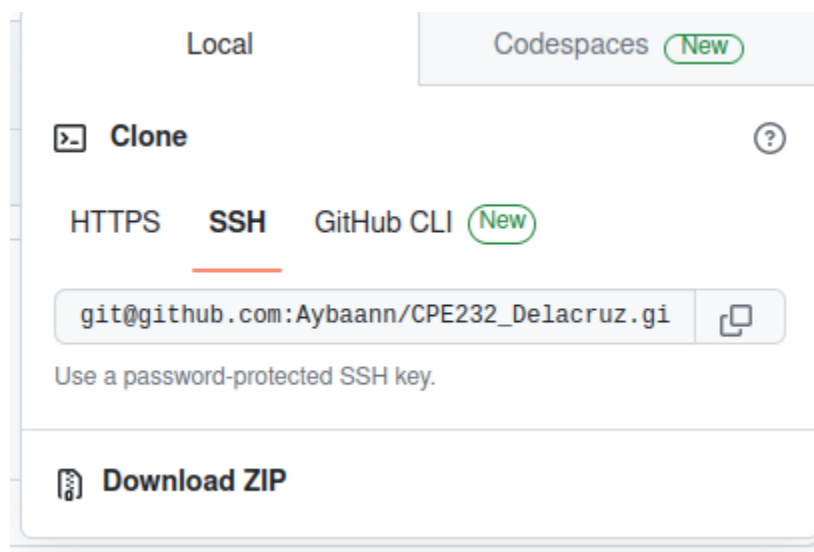 Local Codespaces New
Clone
HTTPS SSH GitHub CLI New
git@github.com:Aybaann/CPE232_Delacruz.gi
Use a password-protected SSH key.
Download ZIP